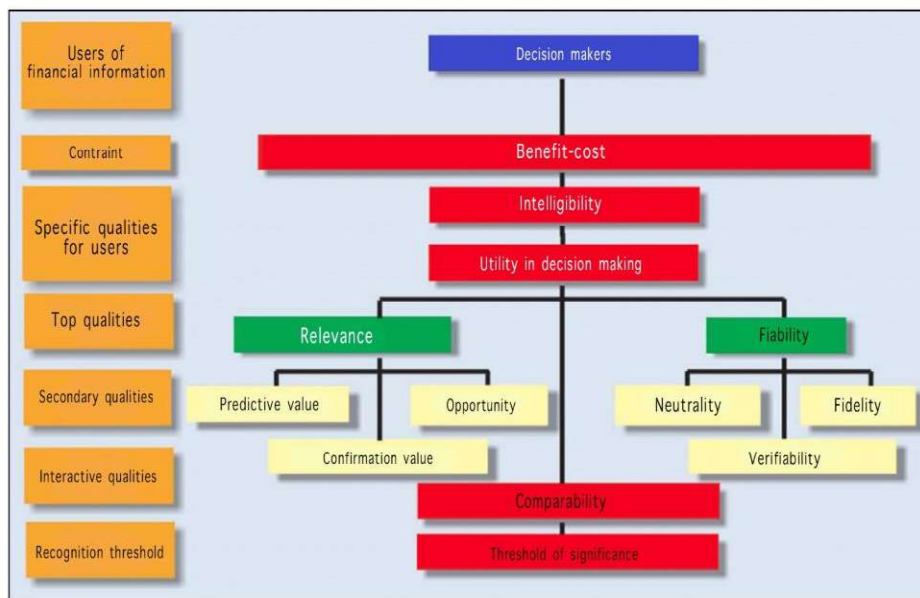 Users of
financial information
Decision makers
Contraint
Benefit-cost
Specific qualities
for users
Intelligibility
Utility in decision making
Top qualities
Relevance
Fiability
Secondary qualities
Predictive value
Opportunity
Neutrality
Fidelity
Confirmation value
Verifiability
Interactive qualities
Comparability
Recognition threshold
Threshold of significance